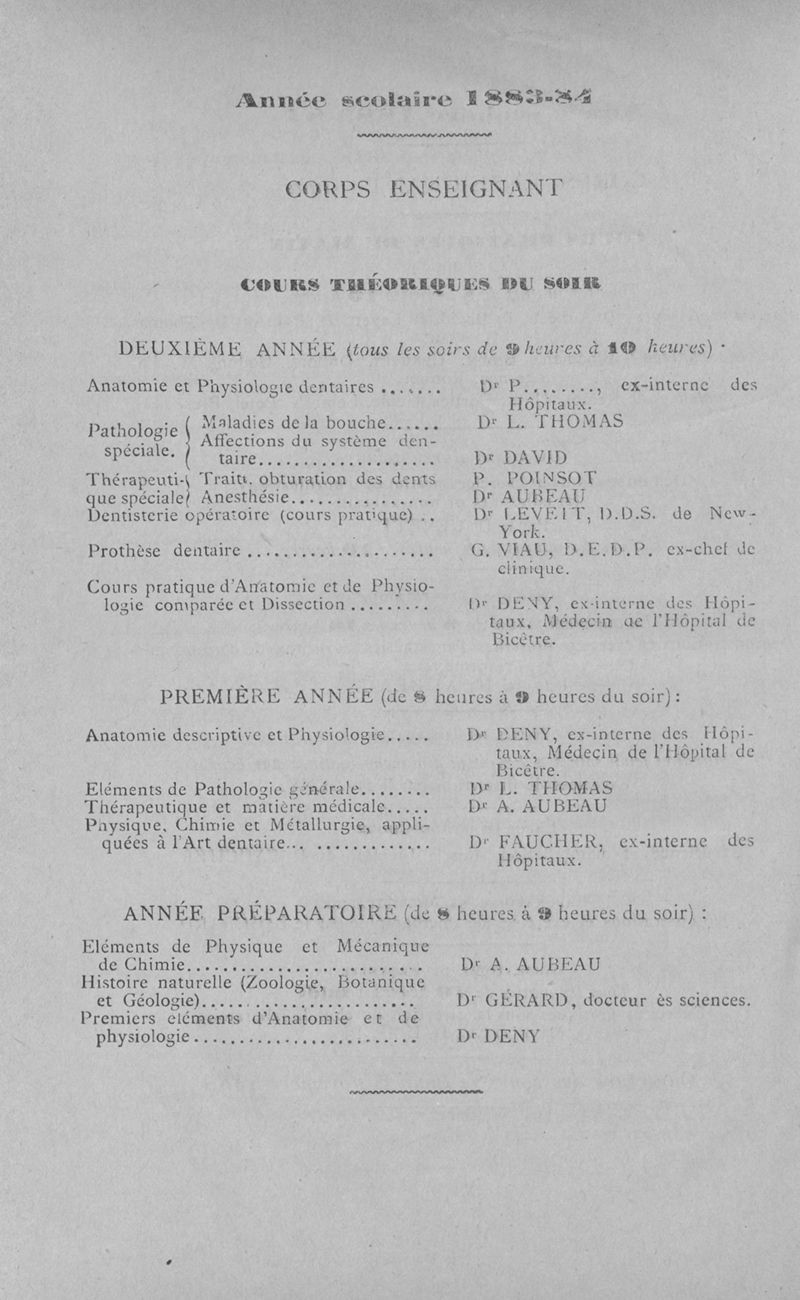 Année scolaire 1883-84
CORPS ENSEIGNANT
COURS THÉORIQUES DU SOIR
DEUXIÈME ANNÉE (tous les soirs de 9 heures à 10 heures) ·
Anatomie et Physiologie dentaires ....... Dr P........, ex-interne des
Hôpitaux.
Pathologie spéciale. { Maladies de la bouche...... Dr L. THOMAS
Affections du système den-
taire.................... Dr DAVID
Thérapeuti- Traitt. obturation des dents P. POINSOT
que spéciale Anesthésie................ Dr AUBEAU
Dentisterie opératoire (cours pratique) .. Dr LEVETT, D.D.S. de New-
York.
Prothèse dentaire ..................... G. VIAU, D.E.D.P. ex-chef de
clinique.
Cours pratique d'Anatomie et de Physio-
logie comparée et Dissection ......... Dr DENY, ex-interne des Hôpi-
taux, Médecin de l'Hôpital de
Bicètre.
PREMIÈRE ANNÉE (de 8 heures à 9 heures du soir) :
Anatomie descriptive et Physiologie..... Dr DENY, ex-interne des Hôpi-
taux, Médecin de l'Hôpital de
Bicètre.
Eléments de Pathologie générale........ Dr L. THOMAS
Thérapeutique et matière médicale..... Dr A. AUBEAU
Physique, Chimie et Métallurgie, appli-
quées à l'Art dentaire... ............. Dr FAUCHER, ex-interne des
Hôpitaux.
ANNÉE PRÉPARATOIRE (de 8 heures à 9 heures du soir) :
Eléments de Physique et Mécanique
de Chimie.......................... Dr A. AUBEAU
Histoire naturelle (Zoologie, Botanique
et Géologie)........................ Dr GÉRARD, docteur ès sciences.
Premiers éléments d'Anatomie et de
physiologie......................... Dr DENY